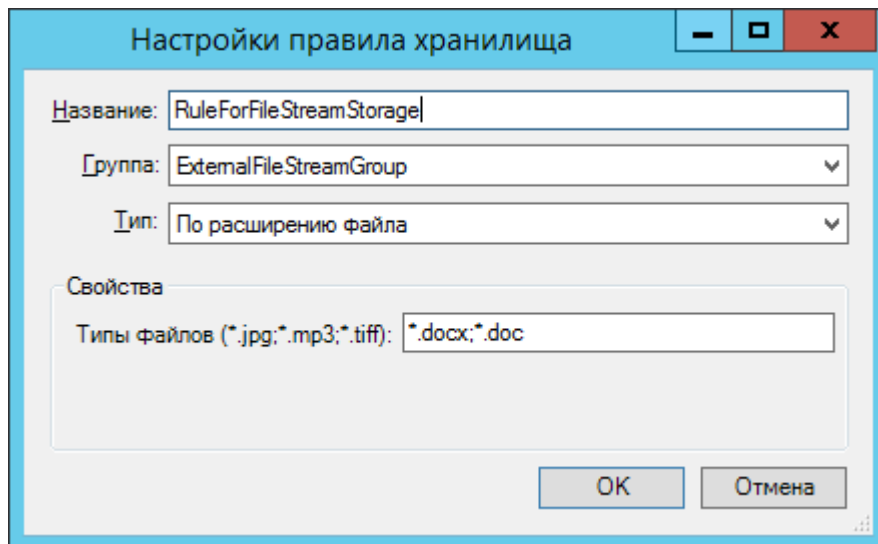 Настройки правила хранилища
Название: RuleForFileStreamStorage
Группа: ExternalFileStreamGroup
Тип: По расширению файла
Свойства
Типы файлов (*.jpg;*.mp3;*.tiff): *.docx;*.doc
OK Отмена